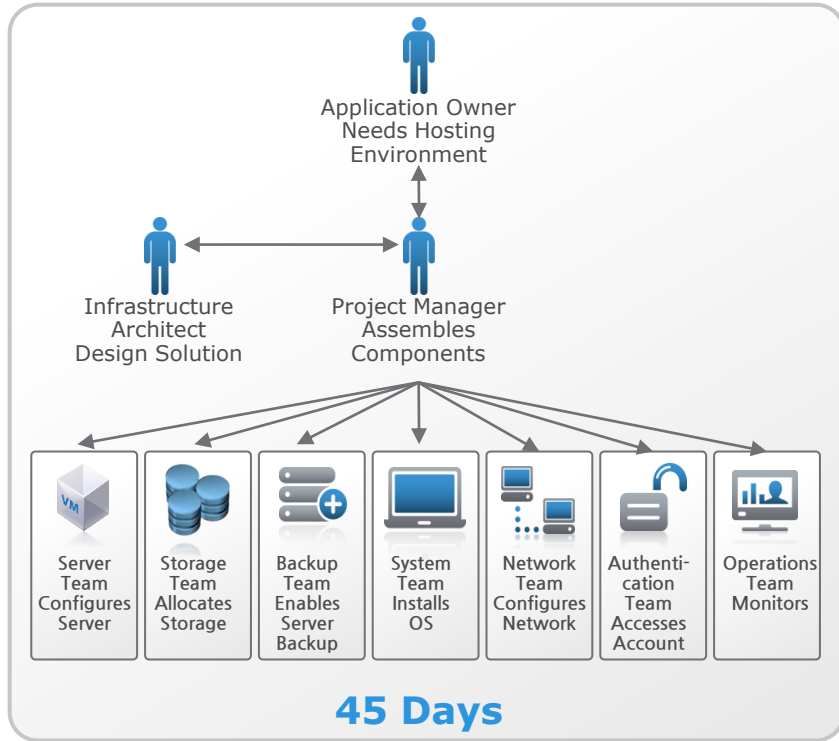 Application Owner
Needs Hosting
Environment
Infrastructure
Architect
Design Solution
Project Manager
Assembles
Components
VM
Server
Team
Configures
Server
Storage
Team
Allocates
Storage
Backup
Team
Enables
Server
Backup
System
Team
Installs
OS
Network
Team
Configures
Network
Authenti-
cation
Team
Accesses
Account
Operations
Team
Monitors
45 Days